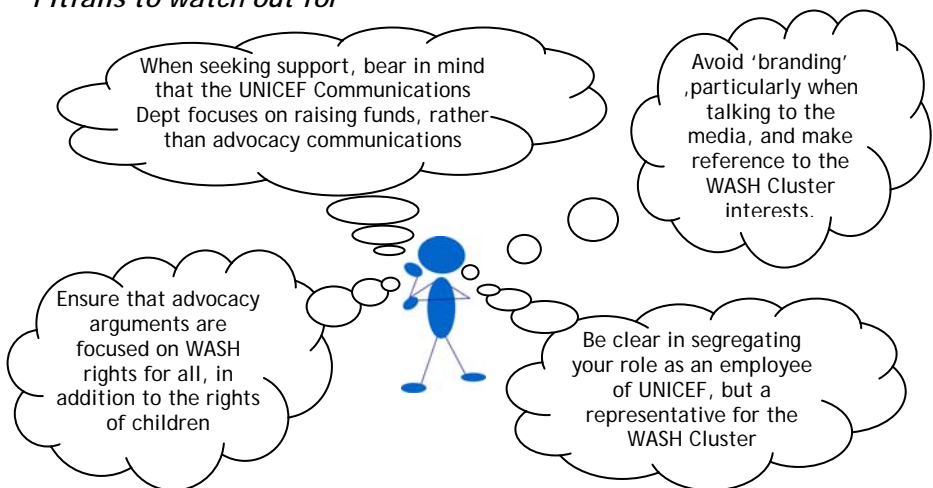 to watch out for
When seeking support, bear in mind
that the UNICEF Communications
Dept focuses on raising funds, rather
than advocacy communications
Avoid ‘branding’
,particularly when
talking to the
media, and make
reference to the
WASH Cluster
interests.
Ensure that advocacy
arguments are
focused on WASH
rights for all, in
addition to the rights
of children
Be clear in segregating
your role as an employee
of UNICEF, but a
representative for the
WASH Cluster